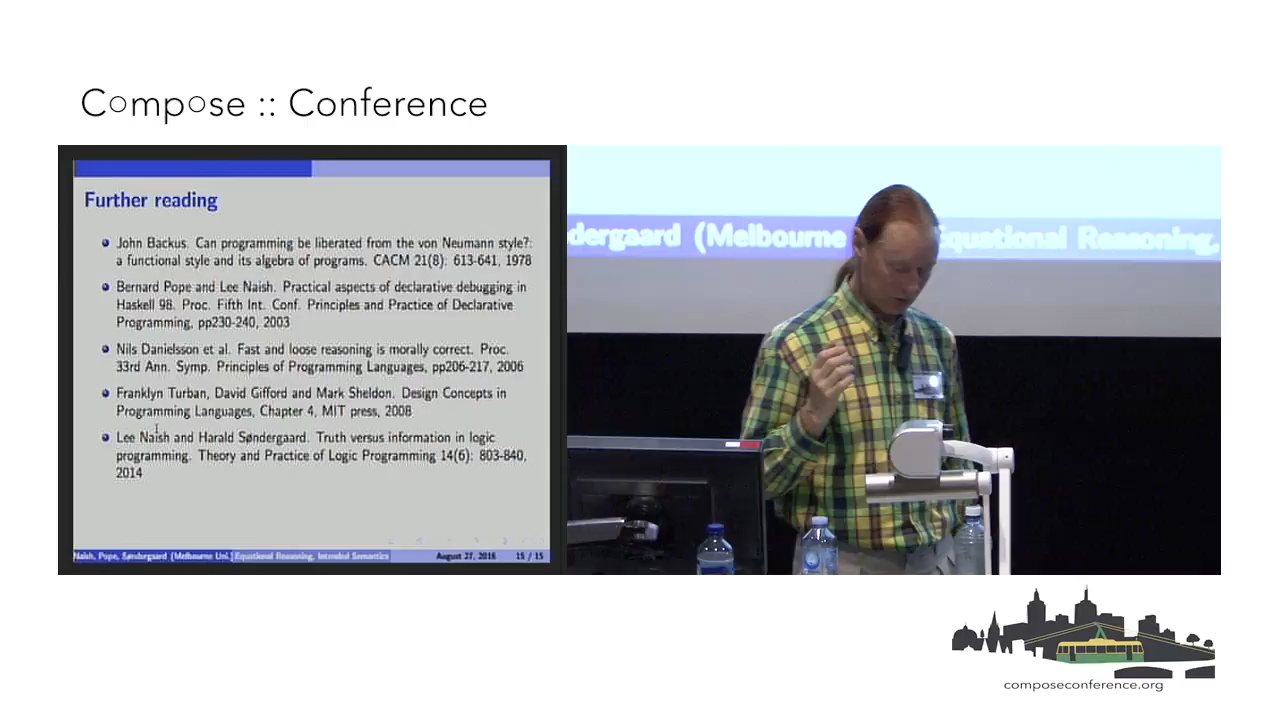 Compose :: Conference
Further reading
John Backus. Can programming be liberated from the von Neumann style?:
a functional style and its algebra of programs. CACM 21(8): 613-641, 1978
Bernard Pope and Lee Naish. Practical aspects of declarative debugging in
Haskell 98. Proc. Fifth Int. Conf. Principles and Practice of Declarative
Programming, pp230-240, 2003
Nils Danielsson et al. Fast and loose reasoning is morally correct. Proc.
33rd Ann. Symp. Principles of Programming Languages, pp206-217, 2006
Franklyn Turban, David Gifford and Mark Sheldon. Design Concepts in
Programming Languages, Chapter 4, MIT press, 2008
Lee Naish and Harald Søndergaard. Truth versus information in logic
programming. Theory and Practice of Logic Programming 14(6): 803-840,
2014
Naish, Pope, Søndergaard (Melbourne Uni.) Equational Reasoning, Intended Semantics August 27, 2016 15 / 15
ndergaard (Melbourne Equational Reasoning,
composeconference.org